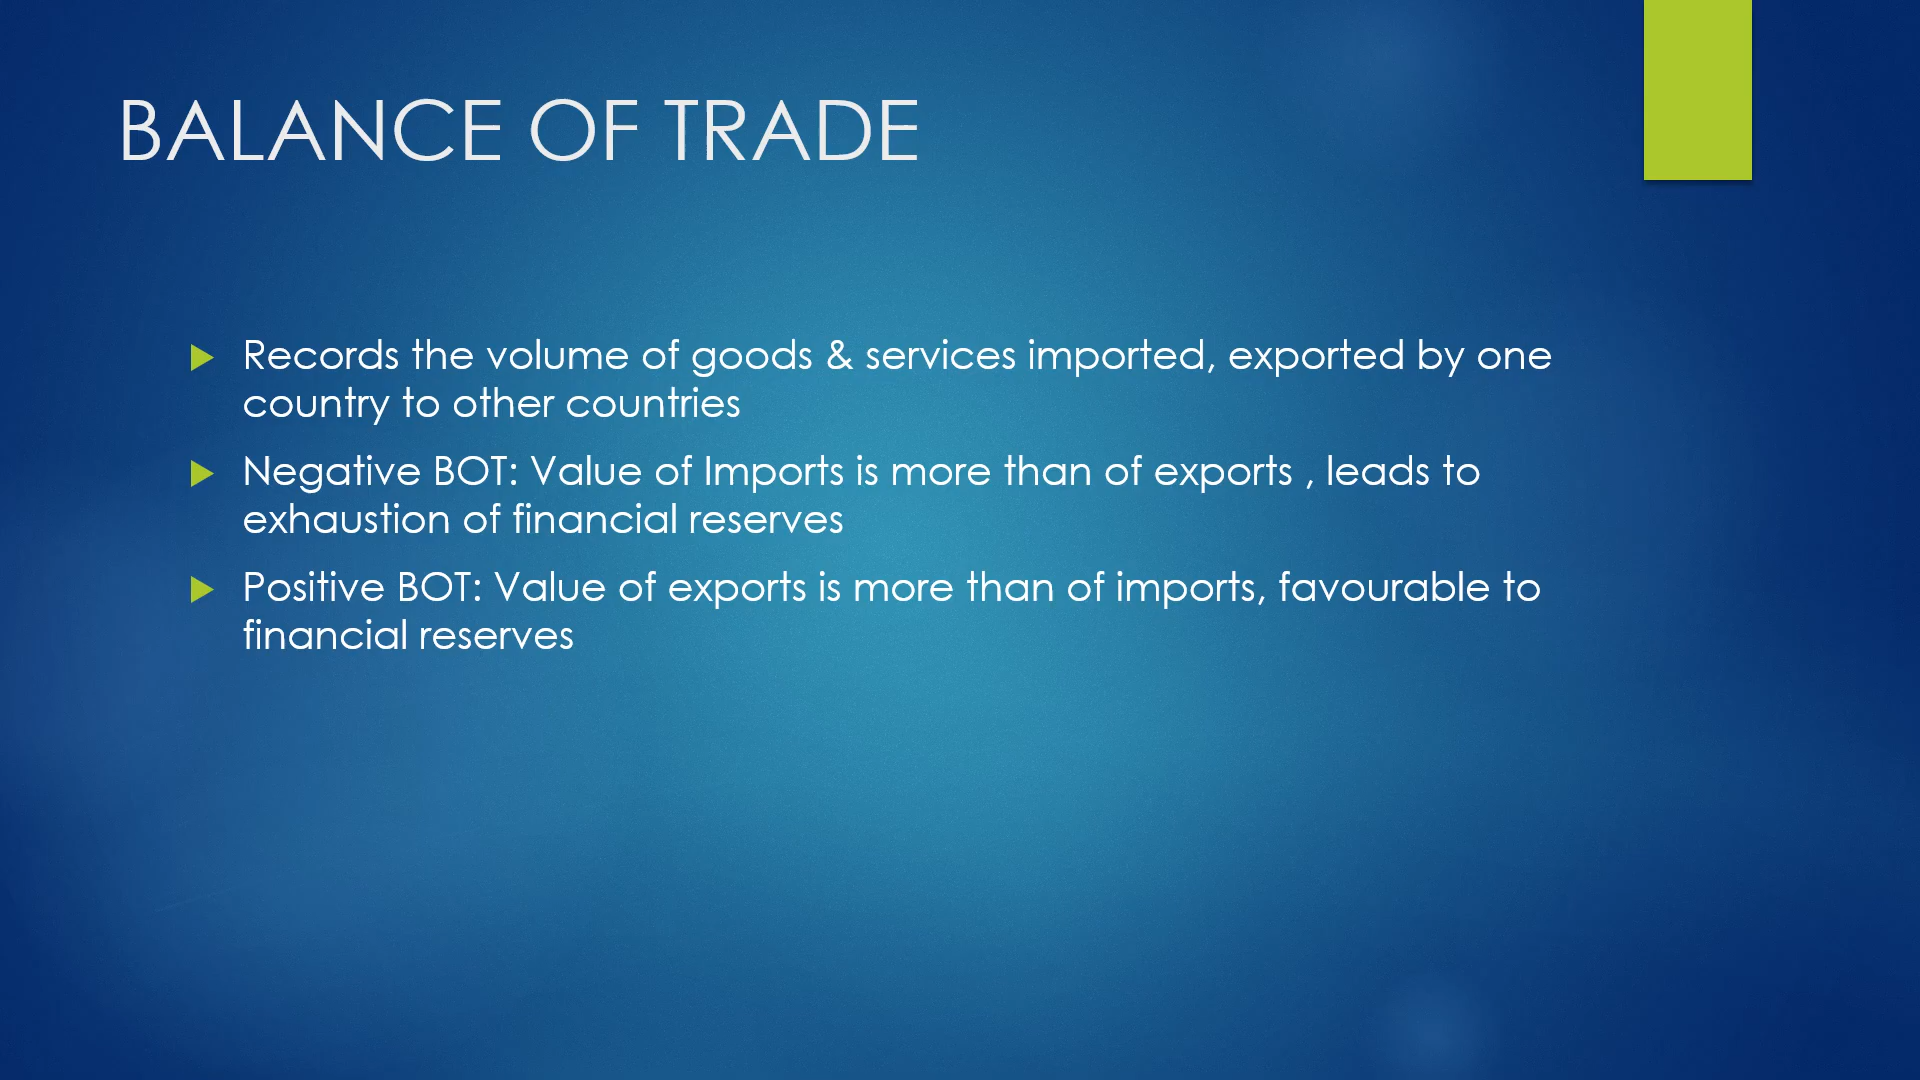 BALANCE OF TRADE
Records the volume of goods & services imported, exported by one
country to other countries
Negative BOT: Value of Imports is more than of exports , leads to
exhaustion of financial reserves
Positive BOT: Value of exports is more than of imports, favourable to
financial reserves